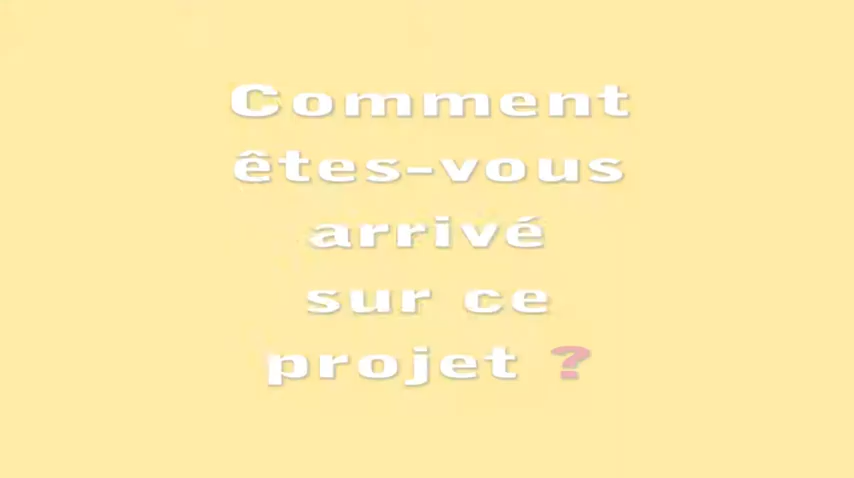 Comment
êtes-vous
arrivé
sur ce
projet ?